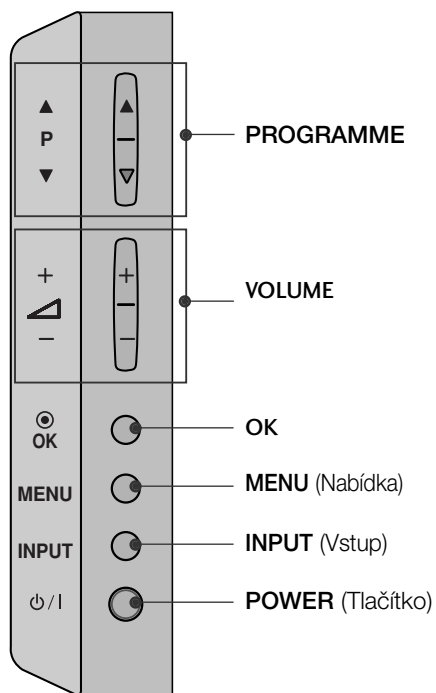 ▲
P
▼
PROGRAMME
+
−
+
−
VOLUME
OK
OK
MENU
MENU (Nabídka)
INPUT
INPUT (Vstup)
⏻/I
POWER (Tlačítko)